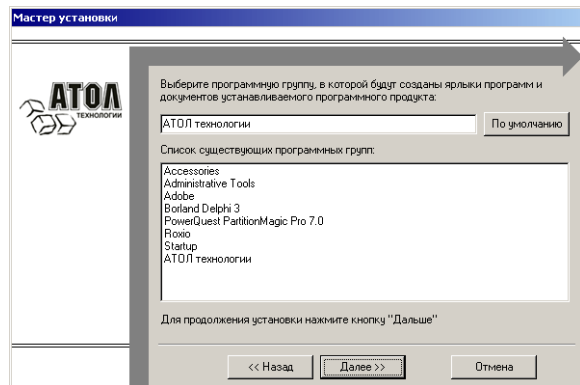 Мастер установки
АТОЛ
ТЕХНОЛОГИИ
Выберите программную группу, в которой будут созданы ярлыки программ и
документов устанавливаемого программного продукта:
АТОЛ технологии
По умолчанию
Список существующих программных групп:
Accessories
Administrative Tools
Adobe
Borland Delphi 3
PowerQuest PartitionMagic Pro 7.0
Roxio
Startup
АТОЛ технологии
Для продолжения установки нажмите кнопку "Дальше"
<< Назад
Далее >>
Отмена